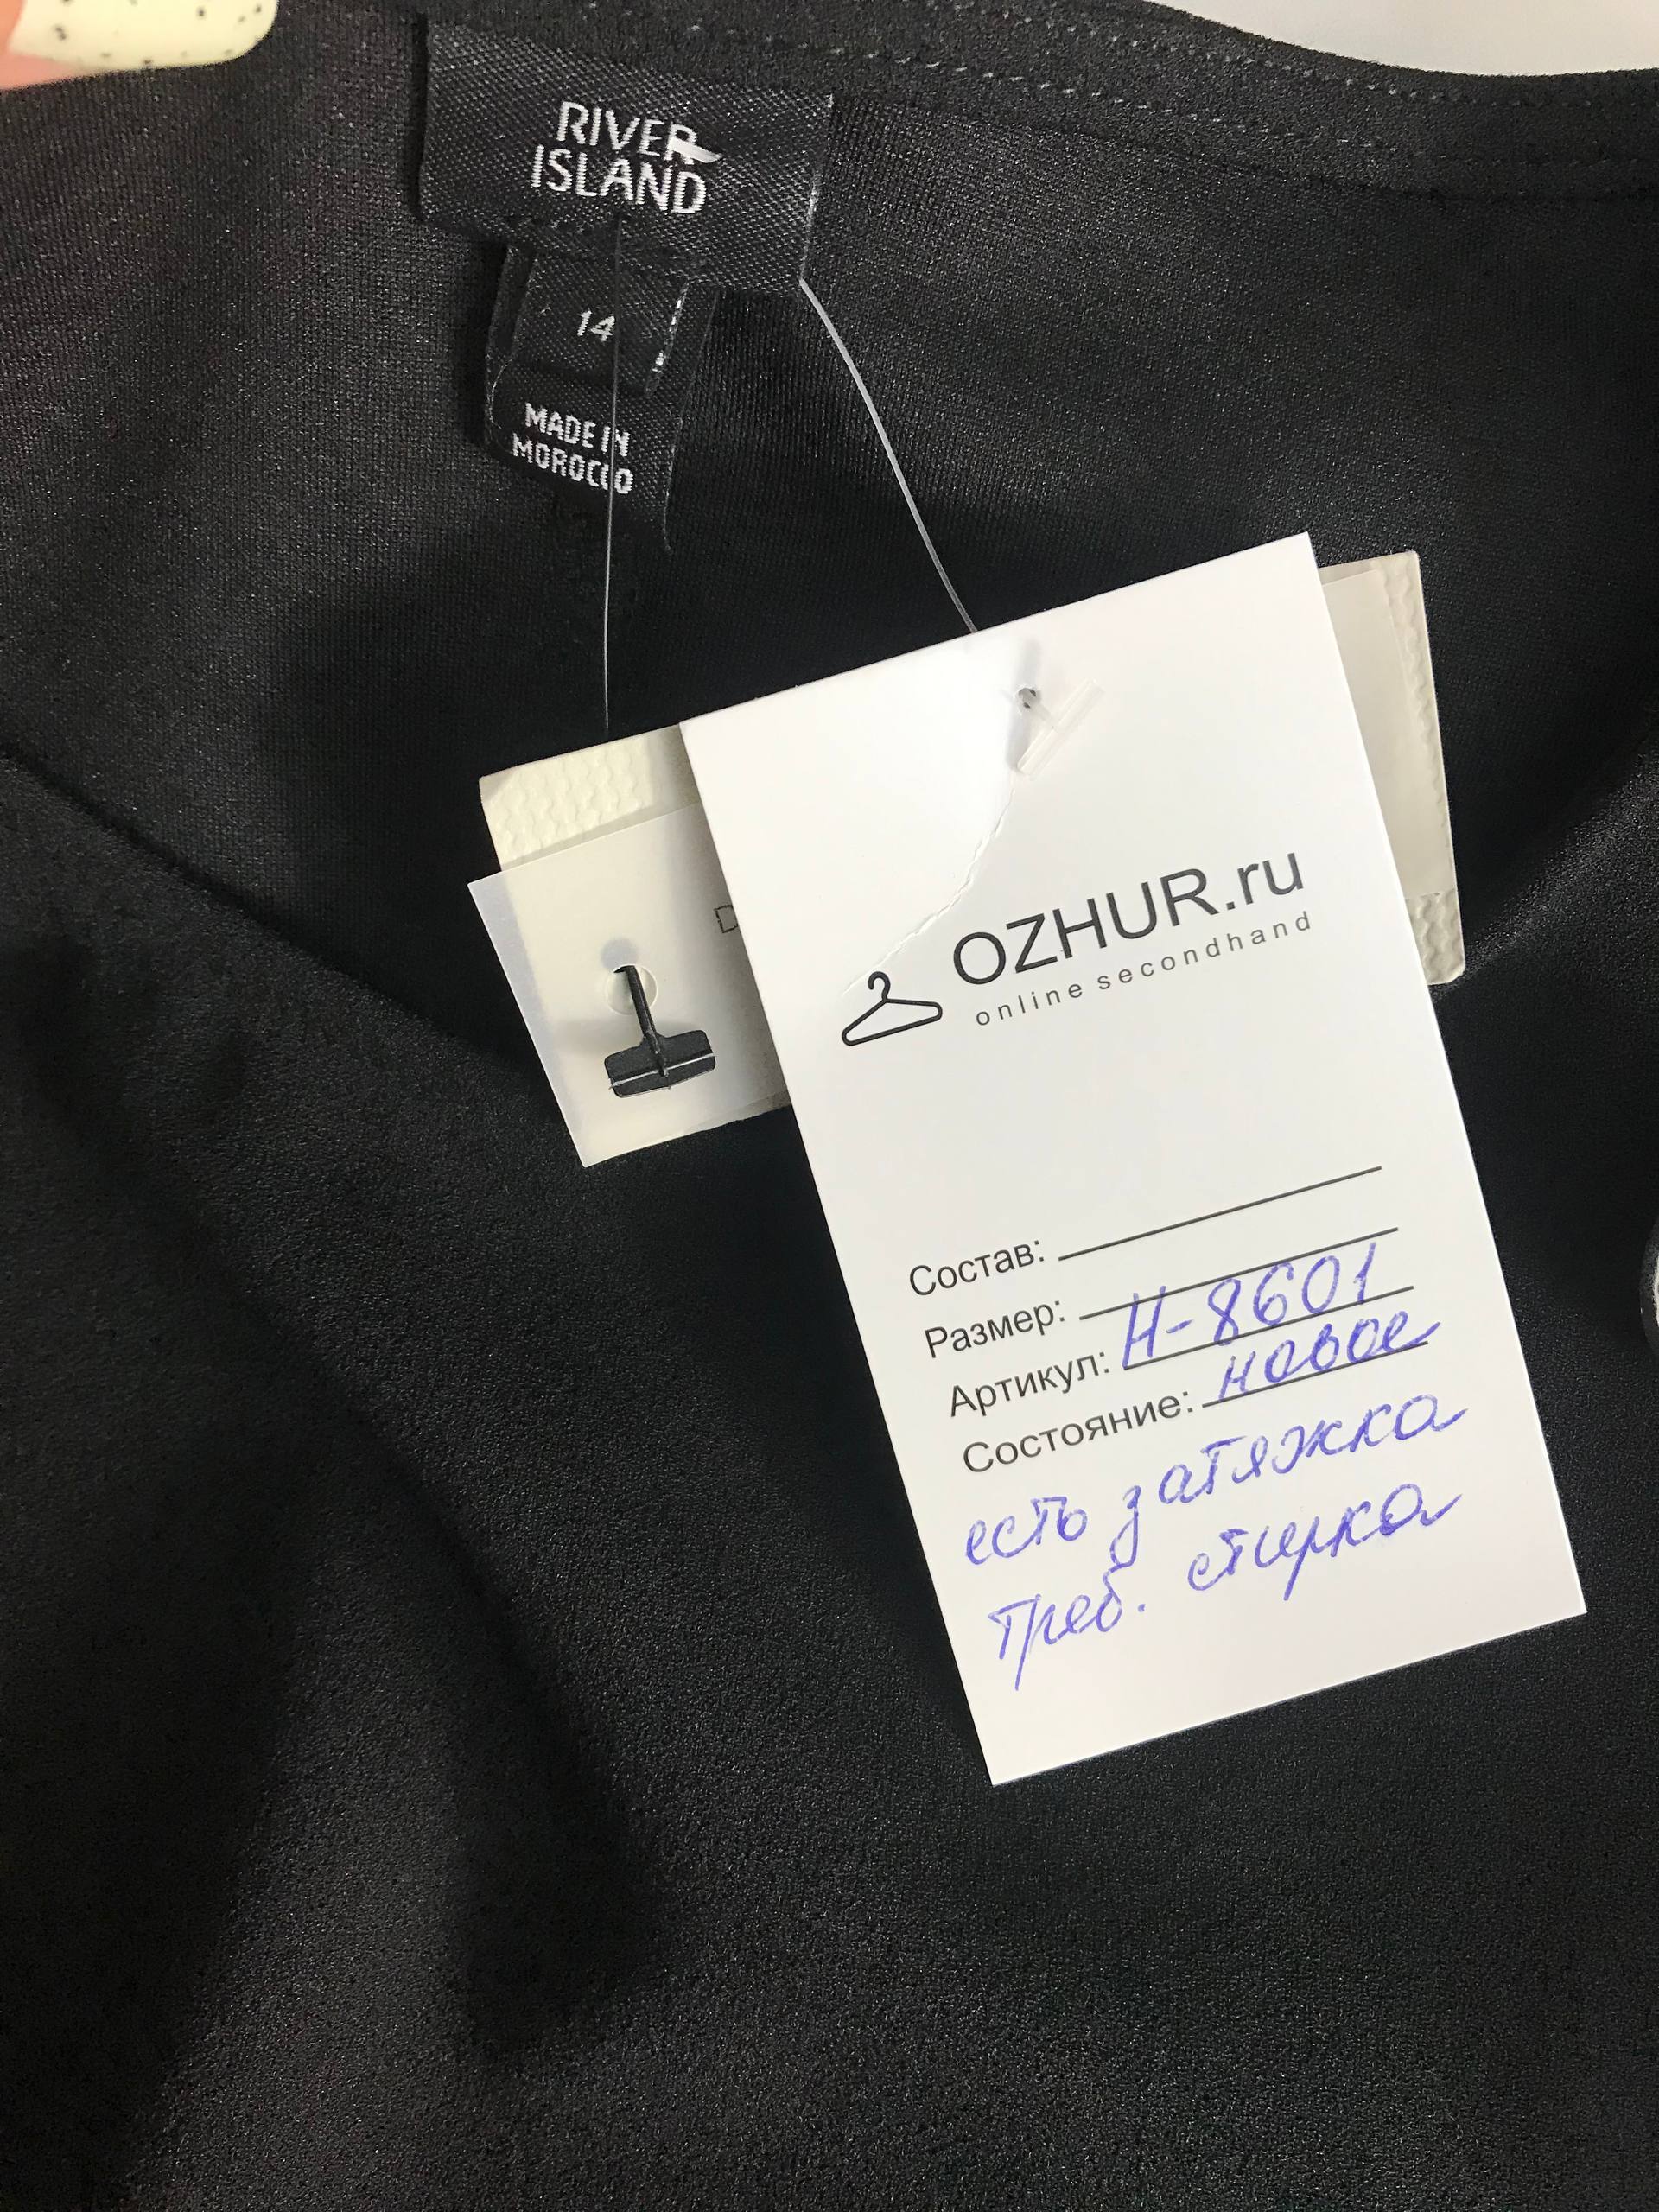 RIVER
ISLAND
14
MADE IN
MOROCCO
OZHUR.ru
online secondhand
Состав:
Размер:
Артикул: Н-8601
Состояние: новое
есть затяжка
треб. стирка